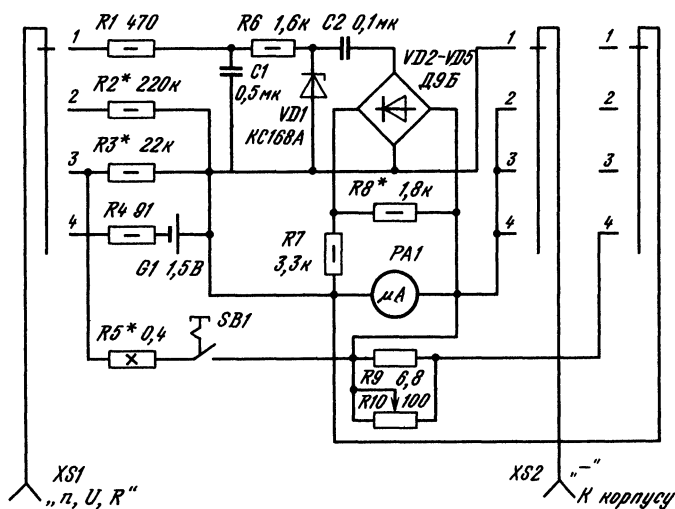 R1 470
R6 1,6к
C2 0,1мк
1
C1
0,5мк
VD2-VD5
Д9Б
1
1
R2* 220к
2
VD1
КС168А
2
2
R3* 22к
3
3
3
R8* 1,8к
R4 91
4
4
4
G1 1,5В
R7
3,3к
PA1
μA
R5* 0,4
SB1
R9 6,8
R10 100
XS1
„n, U, R“
XS2
„–“
К корпусу